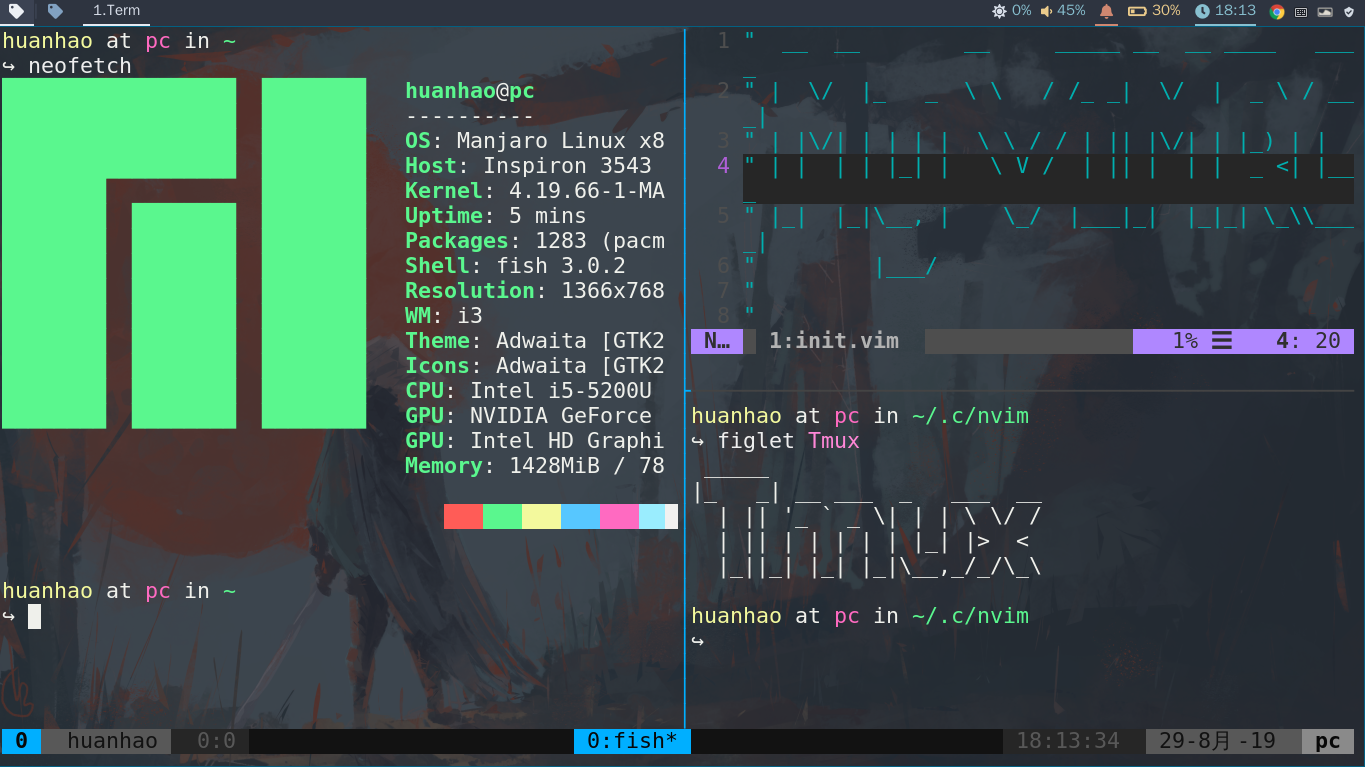 1.Term
0% 45% 30% 18:13
huanhao at pc in ~
↪ neofetch
huanhao@pc
----------
OS: Manjaro Linux x8
Host: Inspiron 3543
Kernel: 4.19.66-1-MA
Uptime: 5 mins
Packages: 1283 (pacm
Shell: fish 3.0.2
Resolution: 1366x768
WM: i3
Theme: Adwaita [GTK2
Icons: Adwaita [GTK2
CPU: Intel i5-5200U
GPU: NVIDIA GeForce
GPU: Intel HD Graphi
Memory: 1428MiB / 78
huanhao at pc in ~
↪
1 "
2 "
3 "
4 "
5 "
6 "
7 "
8 "
N… 1:init.vim 1% ☰ 4: 20
huanhao at pc in ~/.c/nvim
↪ figlet Tmux
Tmux
huanhao at pc in ~/.c/nvim
↪
0 huanhao 0:0 0:fish* 18:13:34 29-8月-19 pc